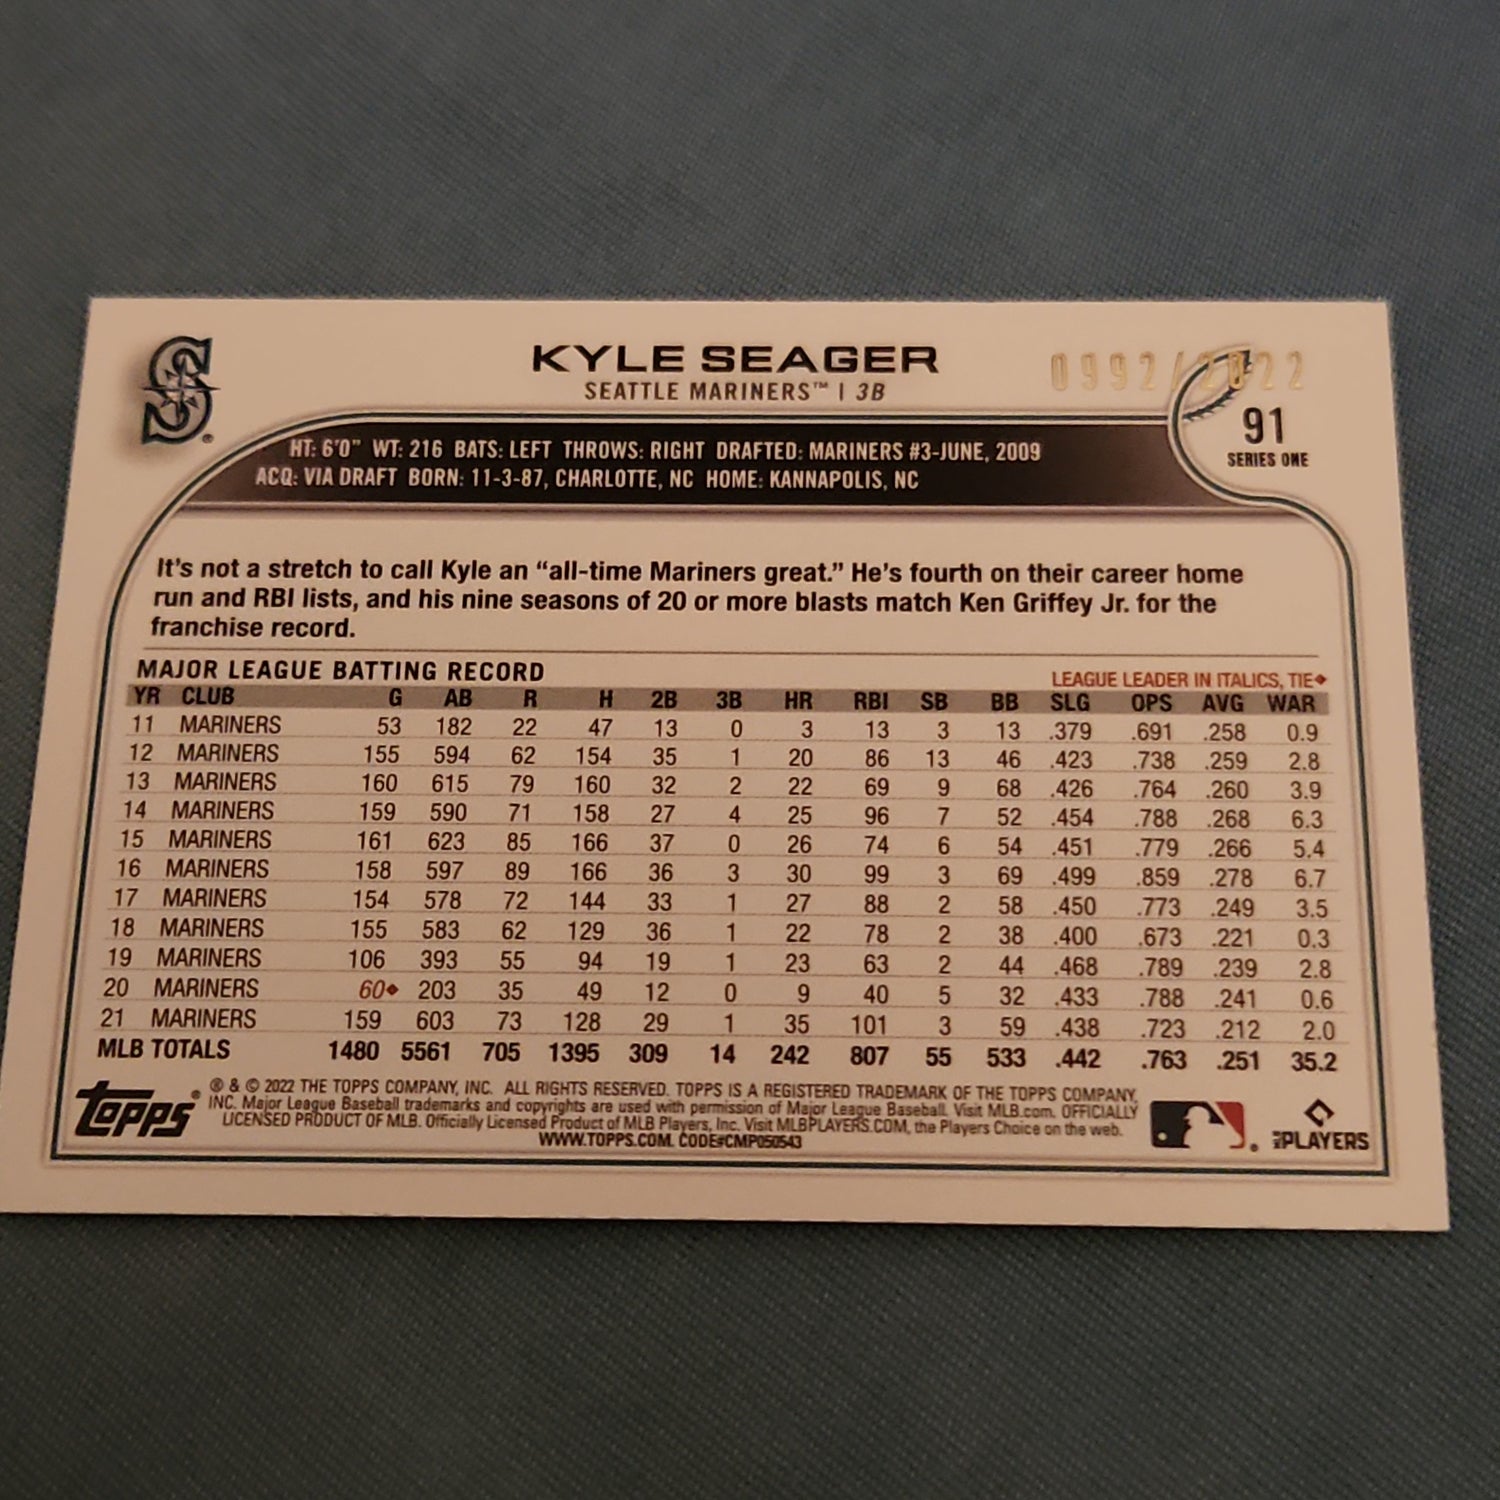 KYLE SEAGER
SEATTLE MARINERS™ | 3B
0992/2022
91
SERIES ONE
S®
HT: 6'0" WT: 216 BATS: LEFT THROWS: RIGHT DRAFTED: MARINERS #3-JUNE, 2009
ACQ: VIA DRAFT BORN: 11-3-87, CHARLOTTE, NC HOME: KANNAPOLIS, NC
It's not a stretch to call Kyle an “all-time Mariners great.” He's fourth on their career home
run and RBI lists, and his nine seasons of 20 or more blasts match Ken Griffey Jr. for the
franchise record.
MAJOR LEAGUE BATTING RECORD
LEAGUE LEADER IN ITALICS, TIE◆
YR CLUB G AB R H 2B 3B HR RBI SB BB SLG OPS AVG WAR
11 MARINERS 53 182 22 47 13 0 3 13 3 13 .379 .691 .258 0.9
12 MARINERS 155 594 62 154 35 1 20 86 13 46 .423 .738 .259 2.8
13 MARINERS 160 615 79 160 32 2 22 69 9 68 .426 .764 .260 3.9
14 MARINERS 159 590 71 158 27 4 25 96 7 52 .454 .788 .268 6.3
15 MARINERS 161 623 85 166 37 0 26 74 6 54 .451 .779 .266 5.4
16 MARINERS 158 597 89 166 36 3 30 99 3 69 .499 .859 .278 6.7
17 MARINERS 154 578 72 144 33 1 27 88 2 58 .450 .773 .249 3.5
18 MARINERS 155 583 62 129 36 1 22 78 2 38 .400 .673 .221 0.3
19 MARINERS 106 393 55 94 19 1 23 63 2 44 .468 .789 .239 2.8
20 MARINERS 60◆ 203 35 49 12 0 9 40 5 32 .433 .788 .241 0.6
21 MARINERS 159 603 73 128 29 1 35 101 3 59 .438 .723 .212 2.0
MLB TOTALS 1480 5561 705 1395 309 14 242 807 55 533 .442 .763 .251 35.2
topps®
® & © 2022 THE TOPPS COMPANY, INC. ALL RIGHTS RESERVED. TOPPS IS A REGISTERED TRADEMARK OF THE TOPPS COMPANY,
INC. Major League Baseball trademarks and copyrights are used with permission of Major League Baseball. Visit MLB.com. OFFICIALLY
LICENSED PRODUCT OF MLB. Officially Licensed Product of MLB Players, Inc. Visit MLBPLAYERS.COM, the Players Choice on the web.
WWW.TOPPS.COM. CODE#CMP050543
MLB PLAYERS